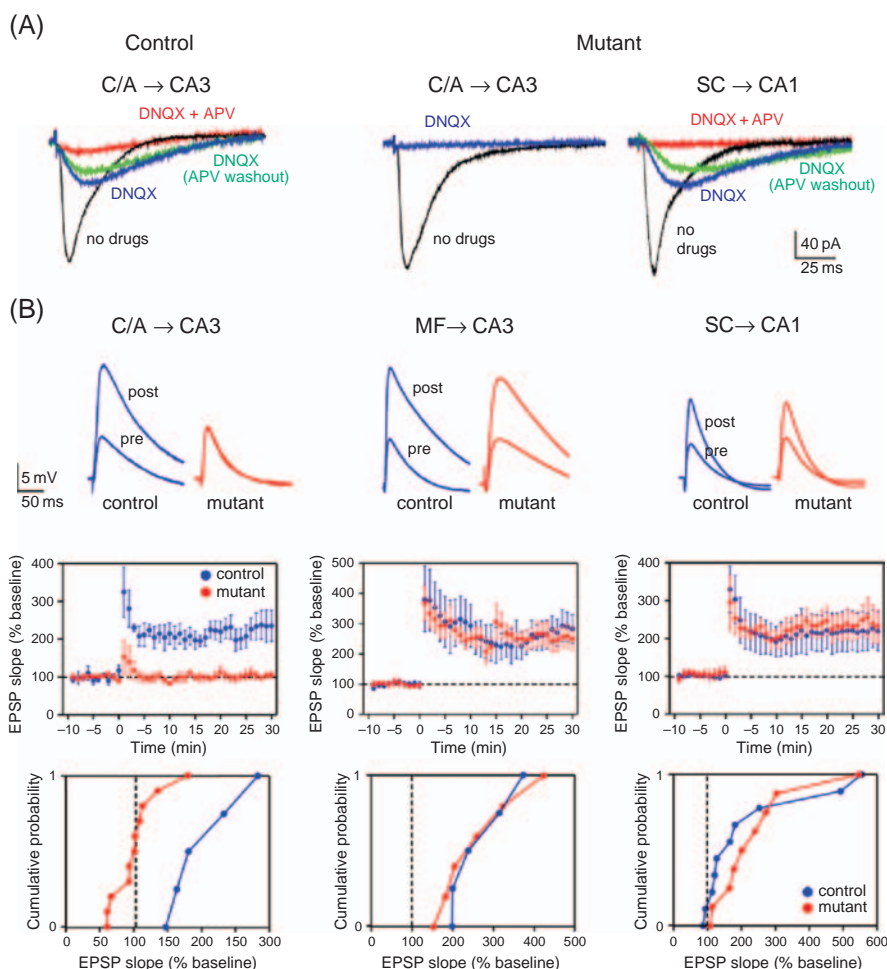 (A)
Control
Mutant
C/A → CA3
C/A → CA3
SC → CA1
DNQX + APV
DNQX
(APV washout)
DNQX
no drugs
DNQX
no drugs
DNQX + APV
DNQX
DNQX
(APV washout)
no
drugs
40 pA
25 ms
(B)
C/A → CA3
MF→ CA3
SC→ CA1
post
pre
control
mutant
5 mV
50 ms
post
pre
control
mutant
post
pre
control
mutant
EPSP slope (% baseline)
400
300
200
100
0
control
mutant
–10 –5 0 –5 10 –15 20 –25 30
Time (min)
EPSP slope (% baseline)
500
400
300
200
100
0
–10 –5 0 –5 10 –15 20 –25 30
Time (min)
EPSP slope (% baseline)
400
300
200
100
0
–10 –5 0 –5 10 –15 20 –25 30
Time (min)
Cumulative probability
1
0
0 50 100 150 200 150 300
EPSP slope (% baseline)
Cumulative probability
1
0
0 100 200 300 400 500
EPSP slope (% baseline)
Cumulative probability
1
0
control
mutant
0 100 200 300 400 500 600
EPSP slope (% baseline)